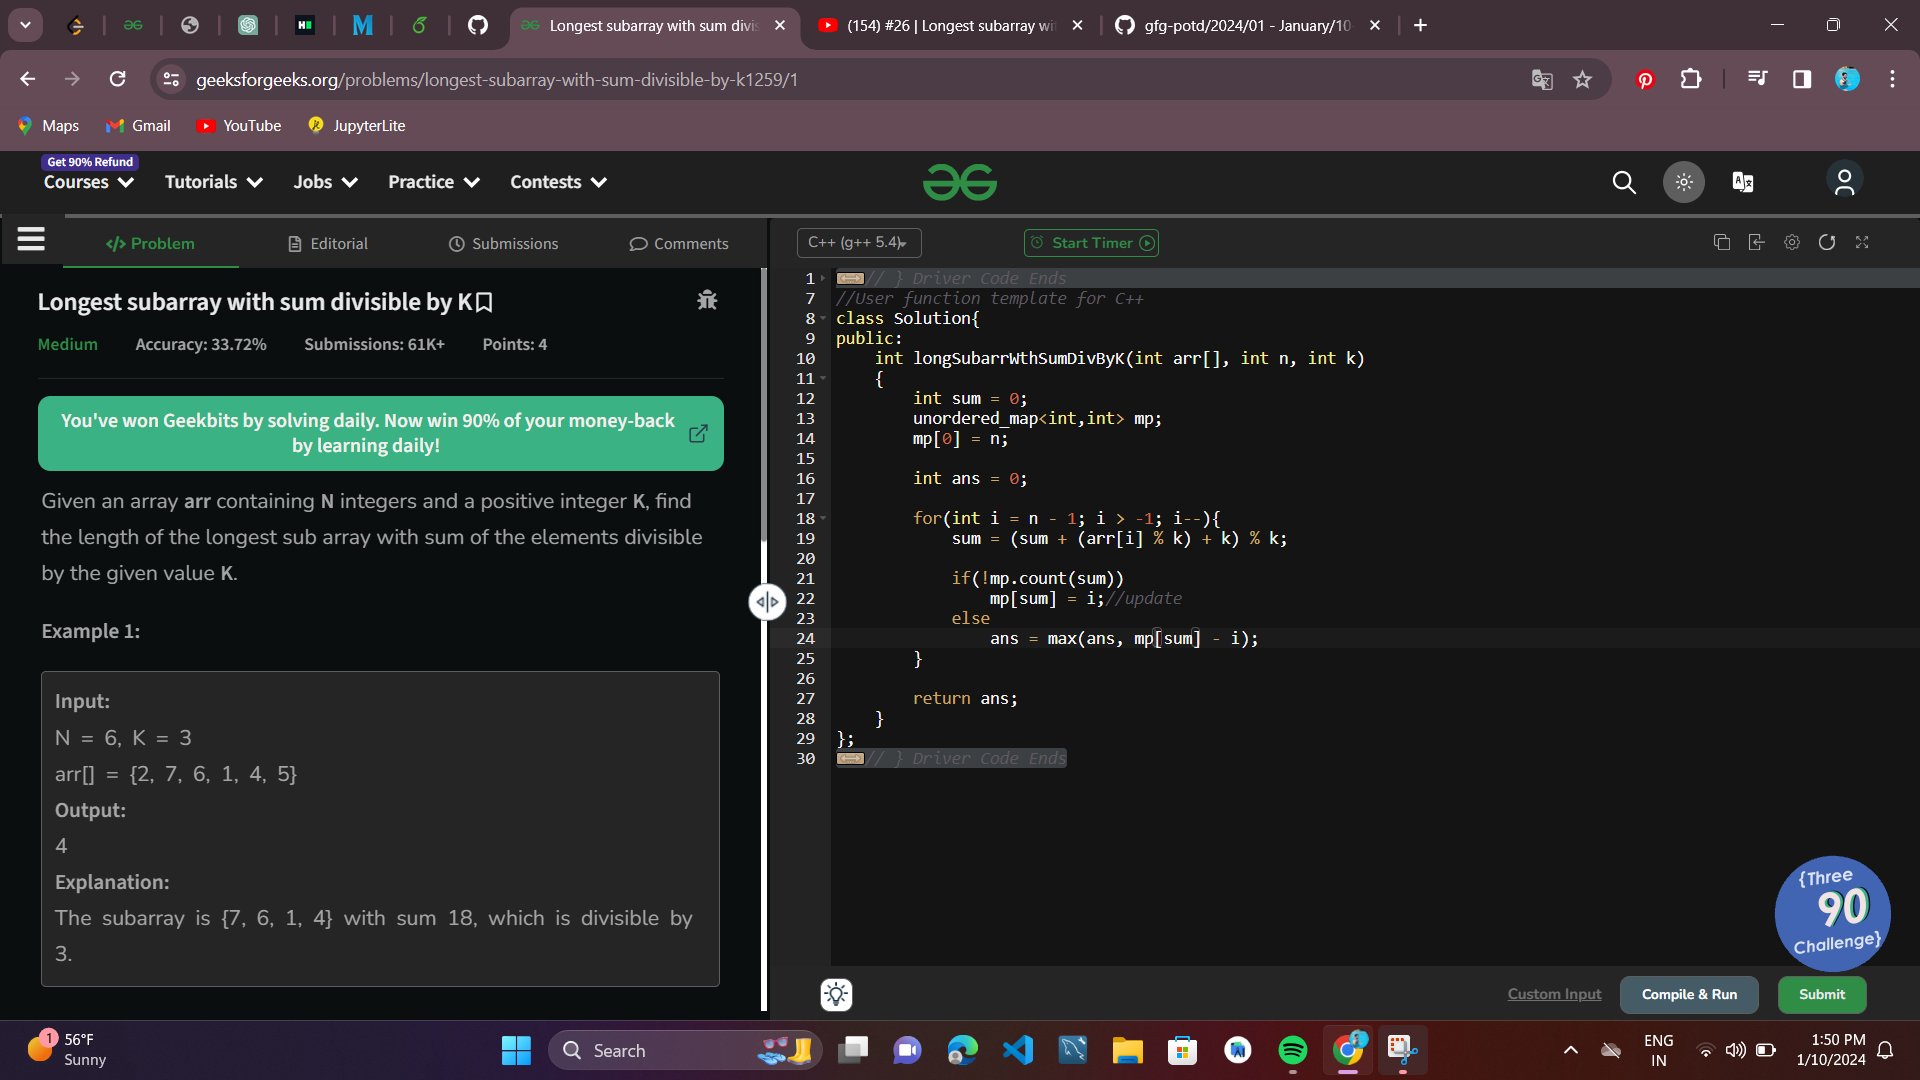 Longest subarray with sum divis
(154) #26 | Longest subarray wi
gfg-potd/2024/01 - January/10
geeksforgeeks.org/problems/longest-subarray-with-sum-divisible-by-k1259/1
Maps
Gmail
YouTube
JupyterLite
Get 90% Refund
Courses
Tutorials
Jobs
Practice
Contests
</> Problem
Editorial
Submissions
Comments
C++ (g++ 5.4)
Start Timer
Longest subarray with sum divisible by K
Medium
Accuracy: 33.72%
Submissions: 61K+
Points: 4
You've won Geekbits by solving daily. Now win 90% of your money-back
by learning daily!
Given an array arr containing N integers and a positive integer K, find
the length of the longest sub array with sum of the elements divisible
by the given value K.
Example 1:
Input:
N = 6, K = 3
arr[] = {2, 7, 6, 1, 4, 5}
Output:
4
Explanation:
The subarray is {7, 6, 1, 4} with sum 18, which is divisible by
3.
1 // } Driver Code Ends
7 //User function template for C++
8 class Solution{
9 public:
10 int longSubarrWthSumDivByK(int arr[], int n, int k)
11 {
12 int sum = 0;
13 unordered_map<int,int> mp;
14 mp[0] = n;
15
16 int ans = 0;
17
18 for(int i = n - 1; i > -1; i--){
19 sum = (sum + (arr[i] % k) + k) % k;
20
21 if(!mp.count(sum))
22 mp[sum] = i;//update
23 else
24 ans = max(ans, mp[sum] - i);
25 }
26
27 return ans;
28 }
29 };
30 // } Driver Code Ends
{Three
90
Challenge}
Custom Input
Compile & Run
Submit
1
56°F
Sunny
Search
ENG
IN
1:50 PM
1/10/2024